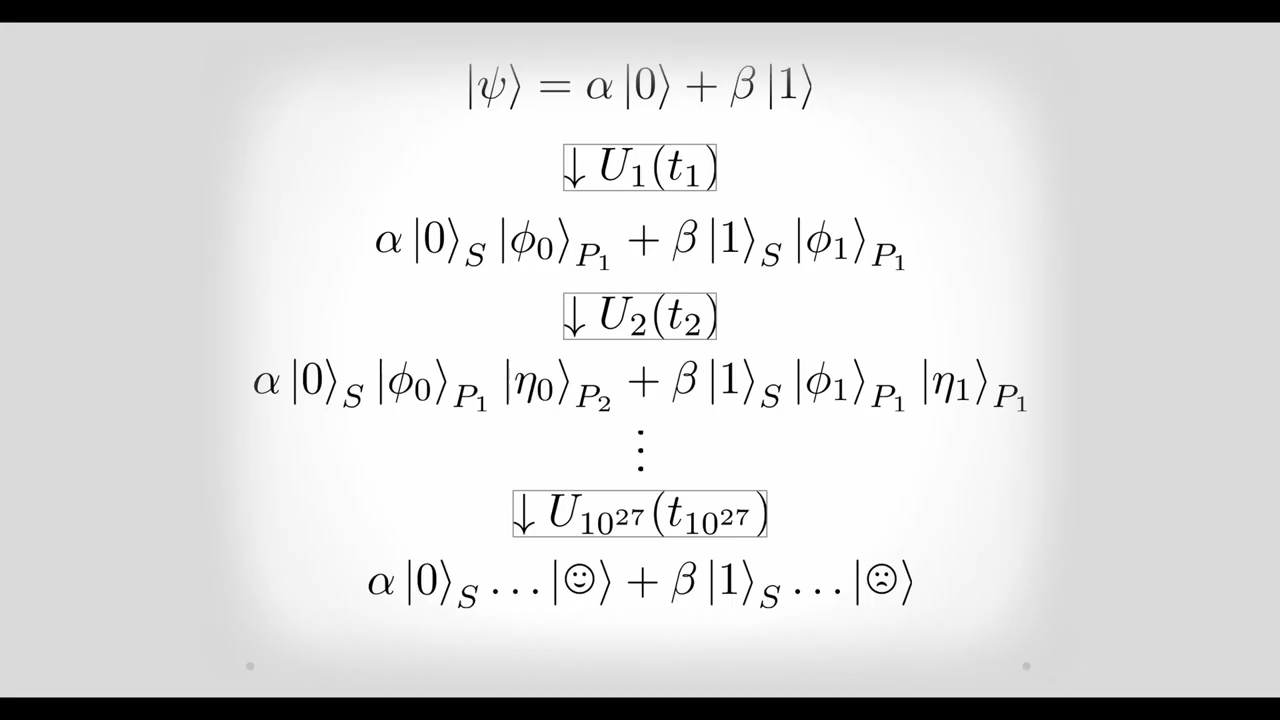 |ψ⟩ = α |0⟩ + β |1⟩
↓ U₁(t₁)
α |0⟩_S |ϕ₀⟩_{P₁} + β |1⟩_S |ϕ₁⟩_{P₁}
↓ U₂(t₂)
α |0⟩_S |ϕ₀⟩_{P₁} |η₀⟩_{P₂} + β |1⟩_S |ϕ₁⟩_{P₁} |η₁⟩_{P₁}
⋮
↓ U_{10²⁷}(t_{10²⁷})
α |0⟩_S … |☺⟩ + β |1⟩_S … |☹⟩